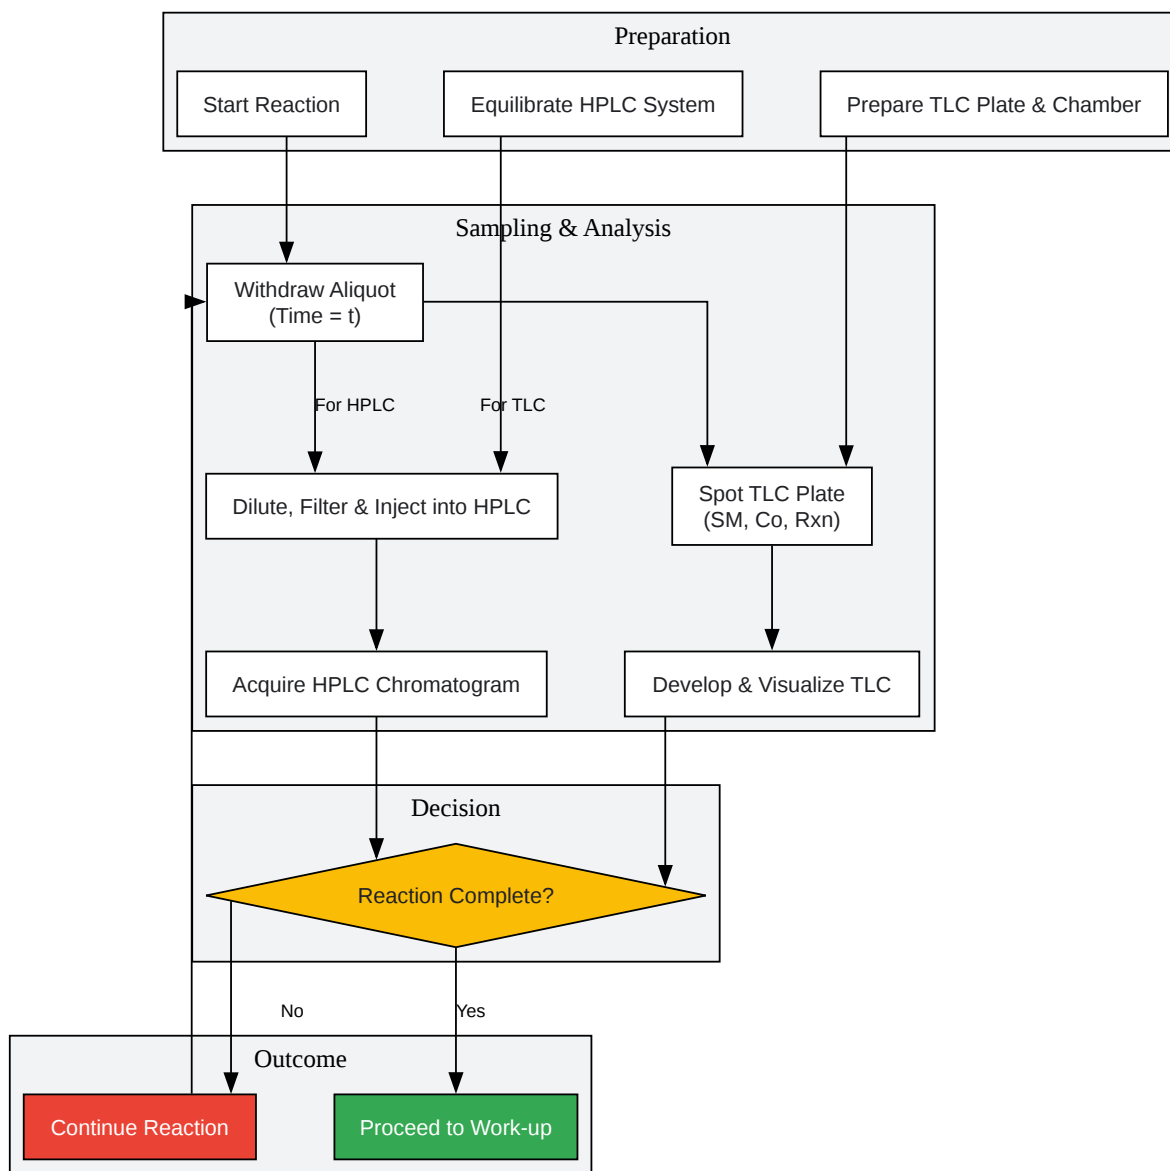 Preparation
Start Reaction
Equilibrate HPLC System
Prepare TLC Plate & Chamber
Sampling & Analysis
Withdraw Aliquot
(Time = t)
For HPLC
For TLC
Dilute, Filter & Inject into HPLC
Spot TLC Plate
(SM, Co, Rxn)
Acquire HPLC Chromatogram
Develop & Visualize TLC
Decision
Reaction Complete?
No
Yes
Outcome
Continue Reaction
Proceed to Work-up